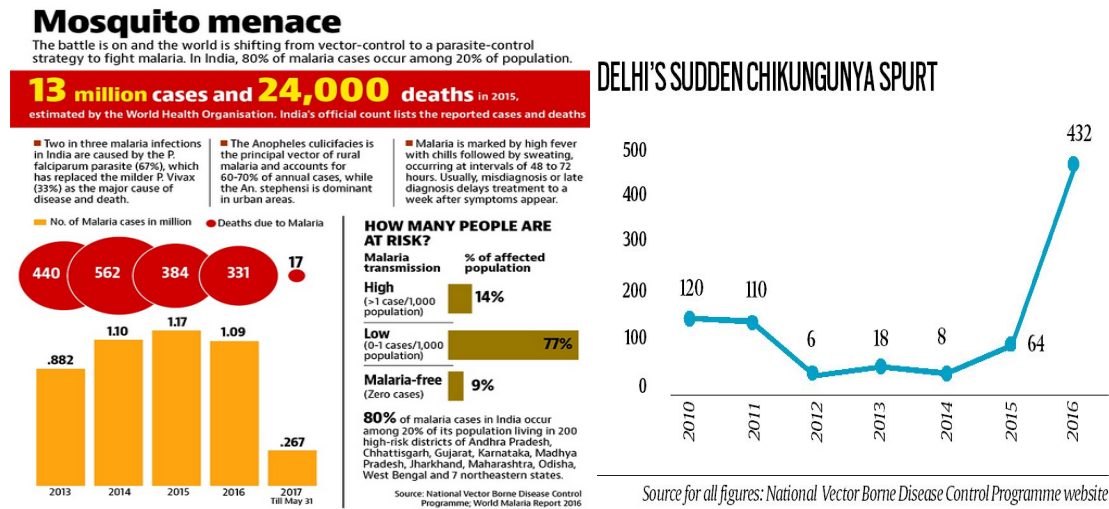 Mosquito menace
The battle is on and the world is shifting from vector-control to a parasite-control
strategy to fight malaria. In India, 80% of malaria cases occur among 20% of population.
13 million cases and 24,000 deaths in 2015,
estimated by the World Health Organisation. India's official count lists the reported cases and deaths
Two in three malaria infections
in India are caused by the P.
falciparum parasite (67%), which
has replaced the milder P. Vivax
(33%) as the major cause of
disease and death.
The Anopheles culicifacies is
the principal vector of rural
malaria and accounts for
60-70% of annual cases, while
the An. stephensi is dominant
in urban areas.
Malaria is marked by high fever
with chills followed by sweating,
occurring at intervals of 48 to 72
hours. Usually, misdiagnosis or late
diagnosis delays treatment to a
week after symptoms appear.
No. of Malaria cases in million
Deaths due to Malaria
440
562
384
331
17
.882
1.10
1.17
1.09
.267
2013
2014
2015
2016
2017
Till May 31
HOW MANY PEOPLE ARE
AT RISK?
Malaria
transmission
% of affected
population
High
(>1 case/1,000
population)
14%
Low
(0-1 cases/1,000
population)
77%
Malaria-free
(Zero cases)
9%
80% of malaria cases in India occur
among 20% of its population living in 200
high-risk districts of Andhra Pradesh,
Chhattisgarh, Gujarat, Karnataka, Madhya
Pradesh, Jharkhand, Maharashtra, Odisha,
West Bengal and 7 northeastern states.
Source: National Vector Borne Disease Control
Programme; World Malaria Report 2016
DELHI'S SUDDEN CHIKUNGUNYA SPURT
500
400
300
200
100
0
120
110
6
18
8
64
432
2010
2011
2012
2013
2014
2015
2016
Source for all figures: National Vector Borne Disease Control Programme website